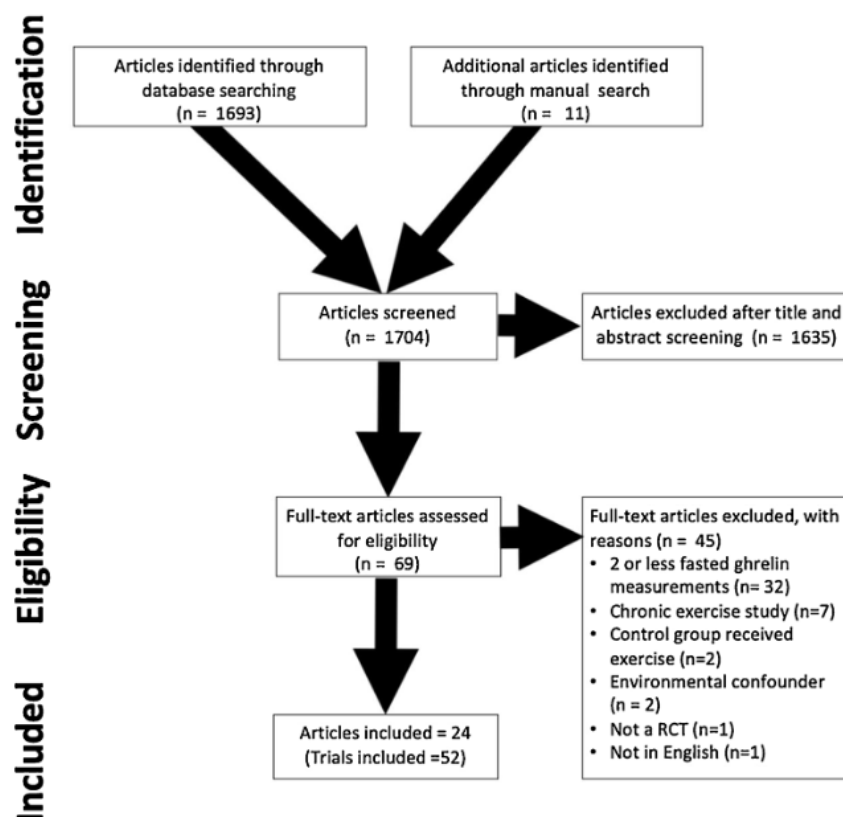 Identification
Articles identified through
database searching
(n = 1693)
Additional articles identified
through manual search
(n = 11)
Screening
Articles screened
(n = 1704)
Articles excluded after title and
abstract screening (n = 1635)
Eligibility
Full-text articles assessed
for eligibility
(n = 69)
Full-text articles excluded, with
reasons (n = 45)
• 2 or less fasted ghrelin
measurements (n= 32)
• Chronic exercise study (n=7)
• Control group received
exercise (n=2)
• Environmental confounder
(n = 2)
• Not a RCT (n=1)
• Not in English (n=1)
Included
Articles included = 24
(Trials included =52)